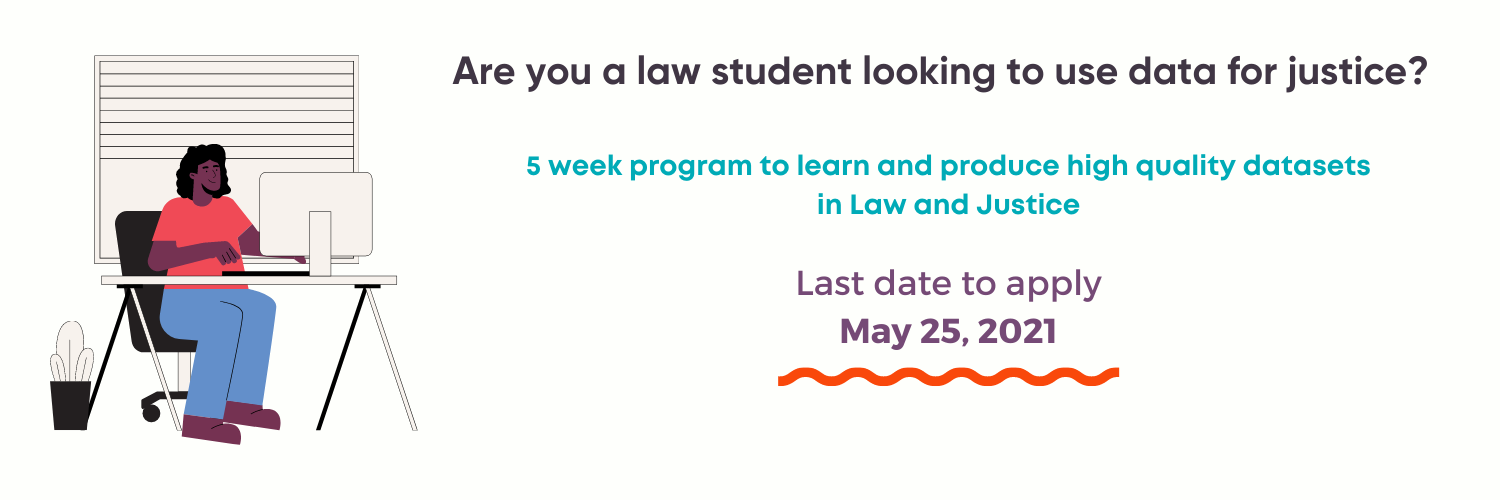 Are you a law student looking to use data for justice?
5 week program to learn and produce high quality datasets
in Law and Justice
Last date to apply
May 25, 2021